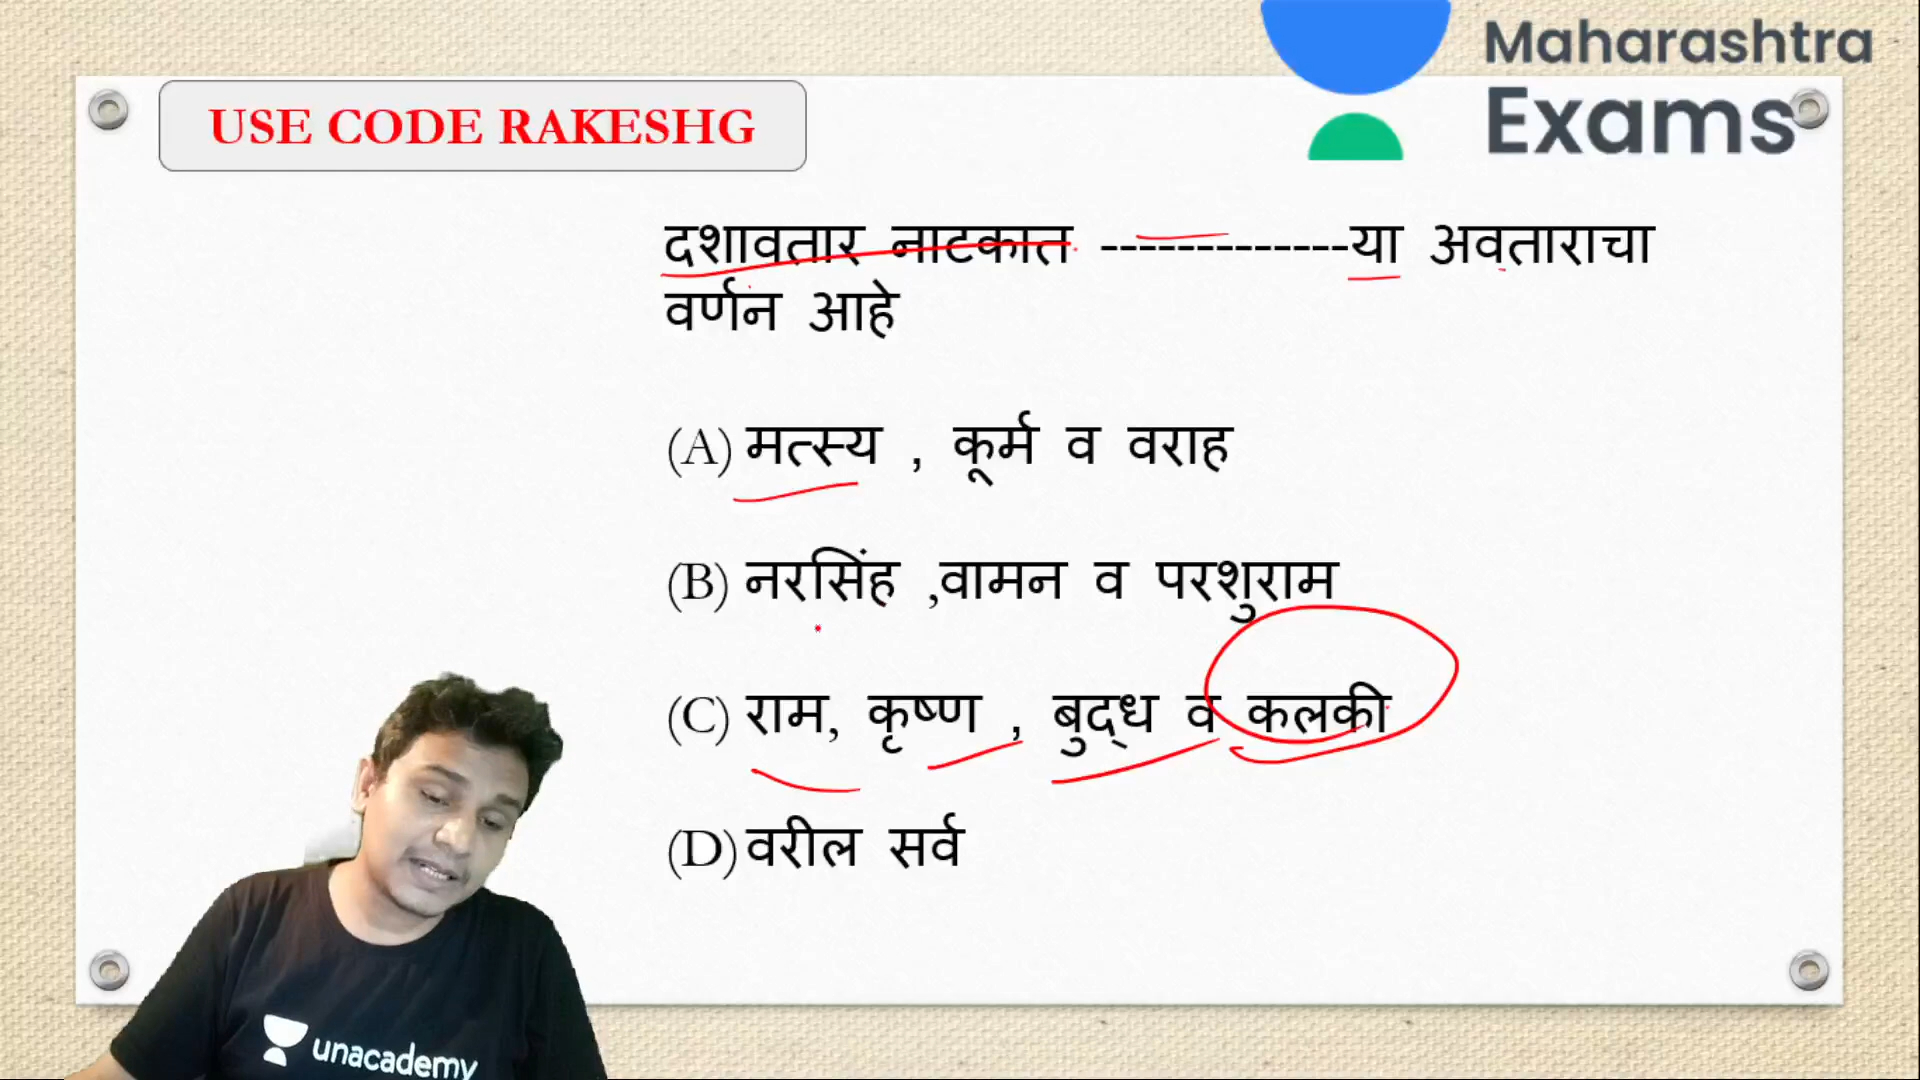 Maharashtra
Exams
USE CODE RAKESHG
दशावतार नाटकात -------------या अवताराचा
वर्णन आहे
(A) मत्स्य , कूर्म व वराह
(B) नरसिंह ,वामन व परशुराम
(C) राम, कृष्ण , बुद्ध व कलकी
(D) वरील सर्व
unacademy